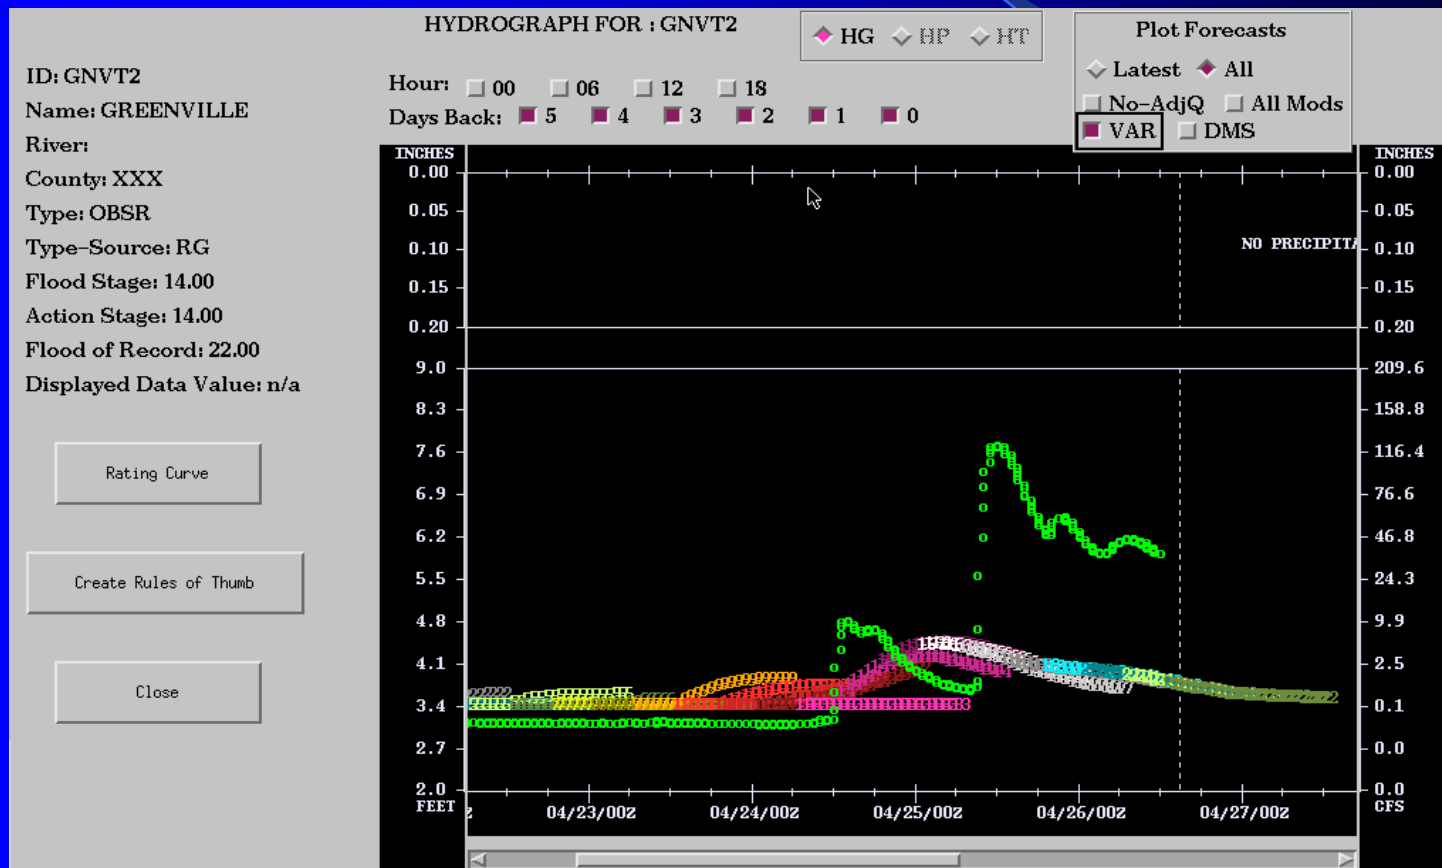 HYDROGRAPH FOR : GNVT2
HG HP HT
Plot Forecasts
Latest All
No-AdjQ All Mods
VAR DMS
Hour: 00 06 12 18
Days Back: 5 4 3 2 1 0
ID: GNVT2
Name: GREENVILLE
River:
County: XXX
Type: OBSR
Type-Source: RG
Flood Stage: 14.00
Action Stage: 14.00
Flood of Record: 22.00
Displayed Data Value: n/a
Rating Curve
Create Rules of Thumb
Close
INCHES INCHES
0.00 0.00
0.05 0.05
NO PRECIPITA
0.10 0.10
0.15 0.15
0.20 0.20
9.0 209.6
8.3 158.8
7.6 116.4
6.9 76.6
6.2 46.8
5.5 24.3
4.8 9.9
4.1 2.5
3.4 0.1
2.7 0.0
2.0 0.0
FEET CFS
Z 04/23/00Z 04/24/00Z 04/25/00Z 04/26/00Z 04/27/00Z